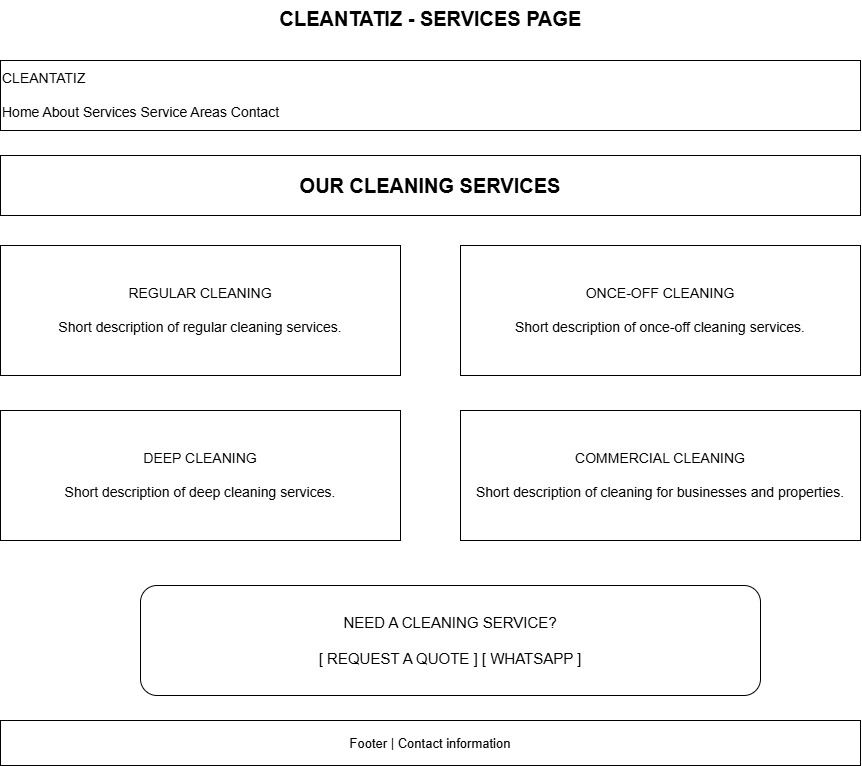 CLEANTATIZ - SERVICES PAGE
CLEANTATIZ
Home About Services Service Areas Contact
OUR CLEANING SERVICES
REGULAR CLEANING
Short description of regular cleaning services.
ONCE-OFF CLEANING
Short description of once-off cleaning services.
DEEP CLEANING
Short description of deep cleaning services.
COMMERCIAL CLEANING
Short description of cleaning for businesses and properties.
NEED A CLEANING SERVICE?
[ REQUEST A QUOTE ] [ WHATSAPP ]
Footer | Contact information